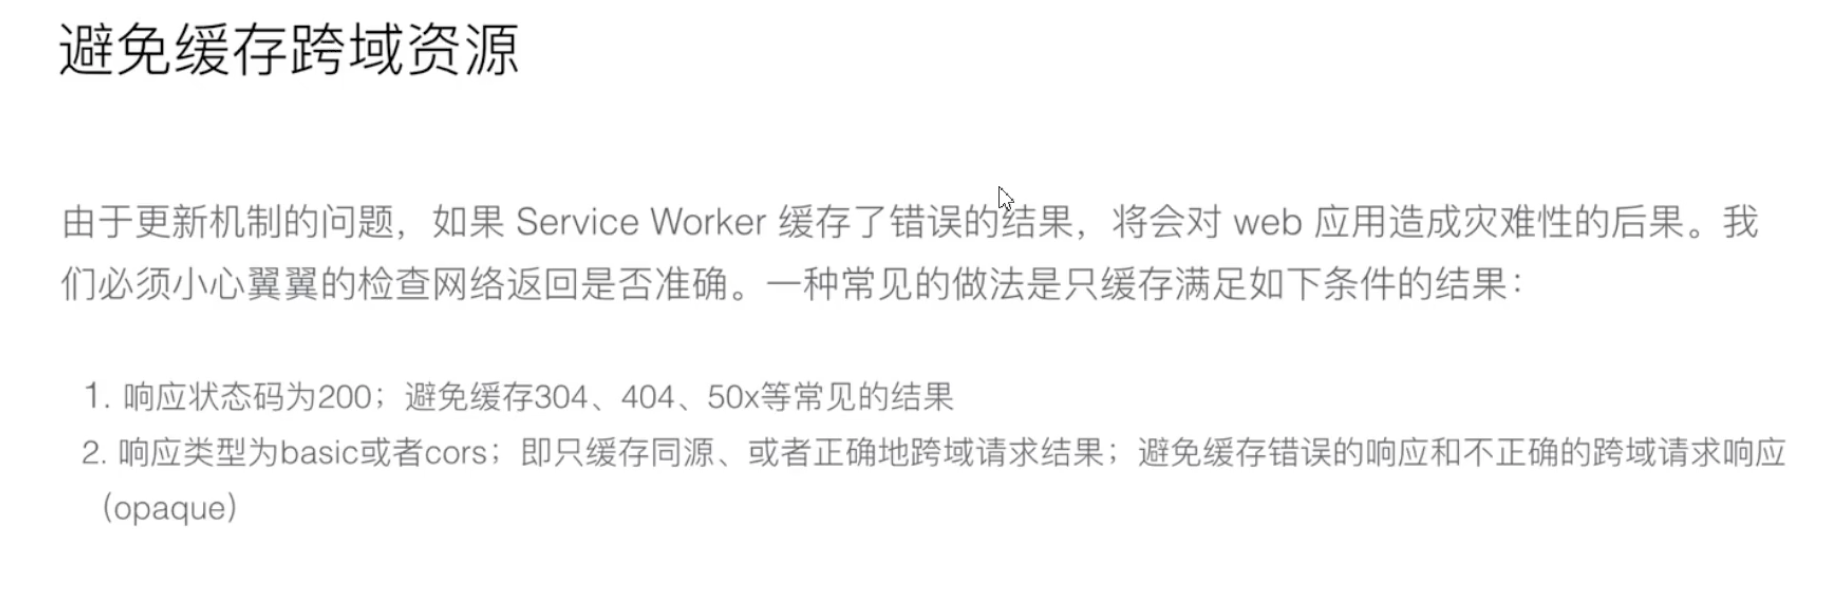 避免缓存跨域资源
由于更新机制的问题，如果 Service Worker 缓存了错误的结果，将会对 web 应用造成灾难性的后果。我
们必须小心翼翼的检查网络返回是否准确。一种常见的做法是只缓存满足如下条件的结果：
1. 响应状态码为200；避免缓存304、404、50x等常见的结果
2. 响应类型为basic或者cors；即只缓存同源、或者正确地跨域请求结果；避免缓存错误的响应和不正确的跨域请求响应
（opaque）